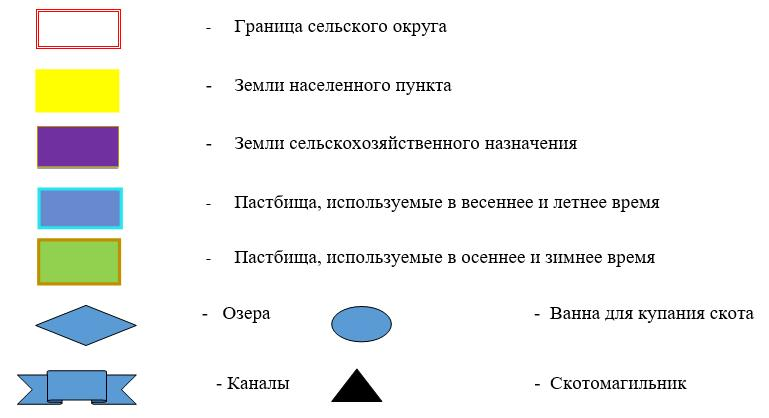 - Граница сельского округа
- Земли населенного пункта
- Земли сельскохозяйственного назначения
- Пастбища, используемые в весеннее и летнее время
- Пастбища, используемые в осеннее и зимнее время
- Озера - Ванна для купания скота
- Каналы - Скотомагильник